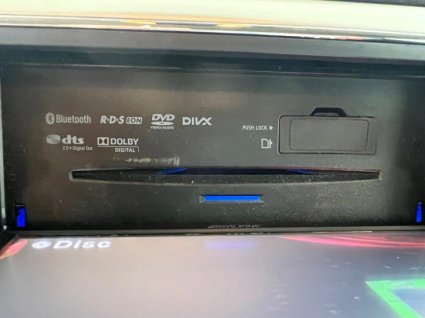 Bluetooth R·D·S EON DVD VIDEO/AUDIO DIVX
dts 2.0+Digital Out DOLBY DIGITAL
PUSH LOCK
Disc